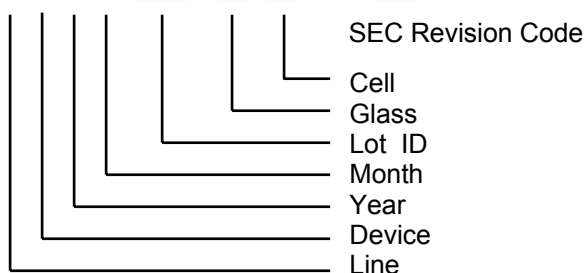 SEC Revision Code
Cell
Glass
Lot ID
Month
Year
Device
Line